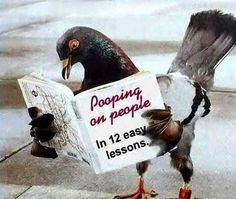 Pooping
on people
In 12 easy
lessons.